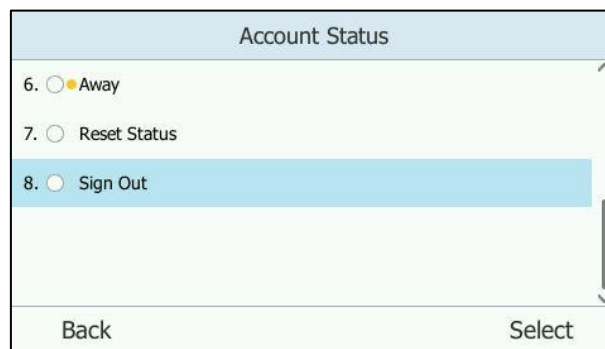 Account Status
6. Away
7. Reset Status
8. Sign Out
Back Select